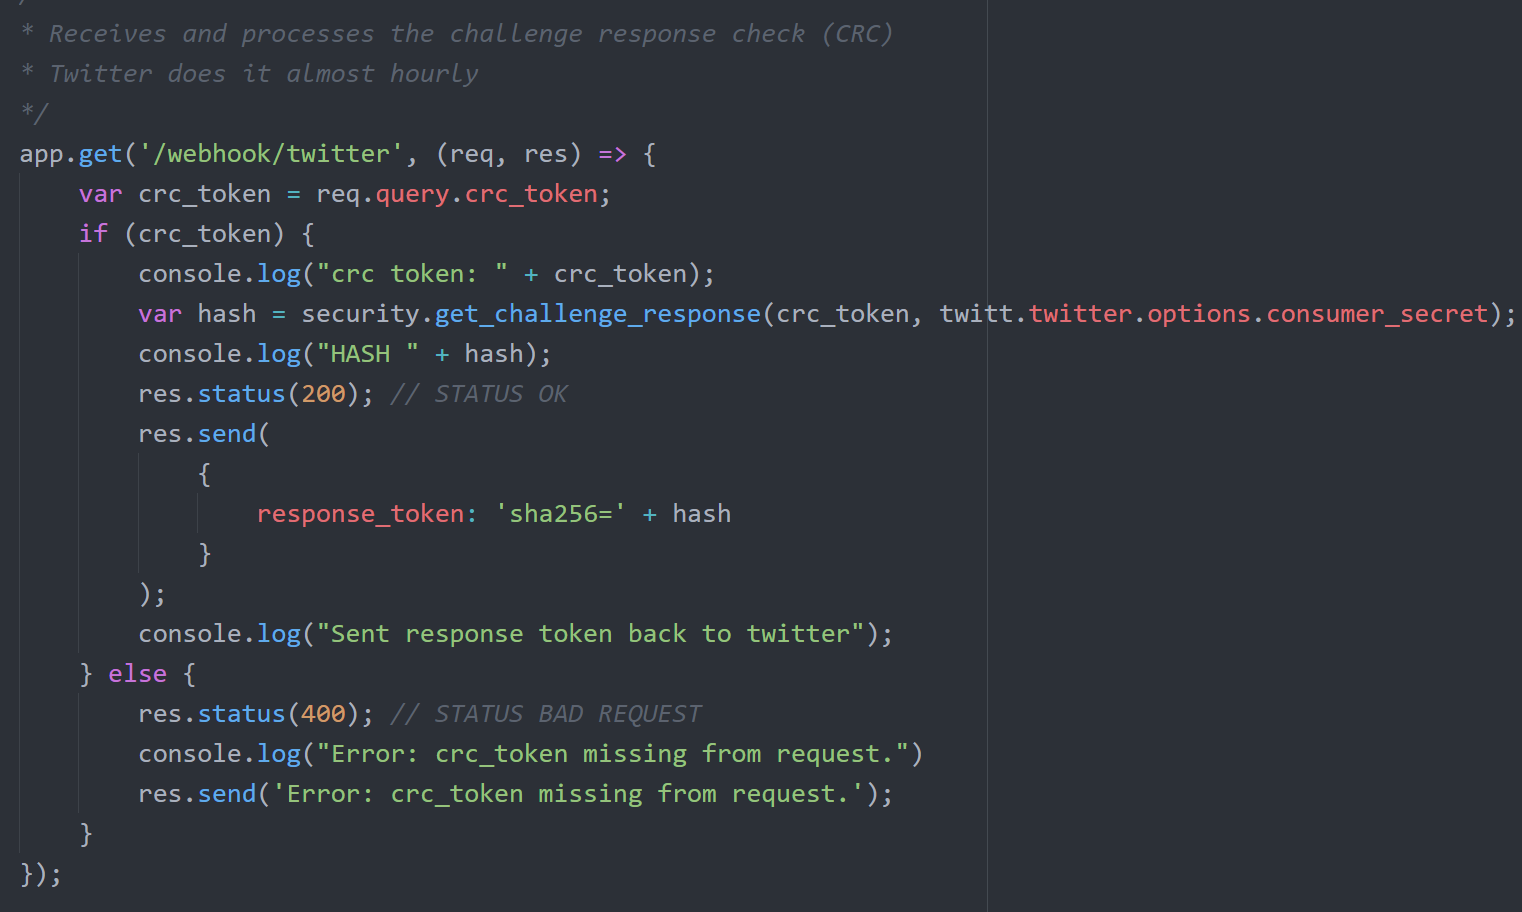 /
* Receives and processes the challenge response check (CRC)
* Twitter does it almost hourly
*/
app.get('/webhook/twitter', (req, res) => {
    var crc_token = req.query.crc_token;
    if (crc_token) {
        console.log("crc token: " + crc_token);
        var hash = security.get_challenge_response(crc_token, twitt.twitter.options.consumer_secret);
        console.log("HASH " + hash);
        res.status(200); // STATUS OK
        res.send(
            {
                response_token: 'sha256=' + hash
            }
        );
        console.log("Sent response token back to twitter");
    } else {
        res.status(400); // STATUS BAD REQUEST
        console.log("Error: crc_token missing from request.")
        res.send('Error: crc_token missing from request.');
    }
});